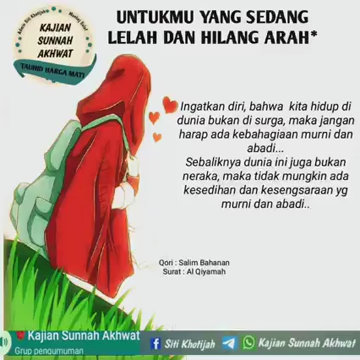 KAJIAN
SUNNAH
AKHWAT
TAUHID HARGA MATI
UNTUKMU YANG SEDANG
LELAH DAN HILANG ARAH*
Ingatkan diri, bahwa kita hidup di
dunia bukan di surga, maka jangan
harap ada kebahagiaan murni dan
abadi...
Sebaliknya dunia ini juga bukan
neraka, maka tidak mungkin ada
kesedihan dan kesengsaraan yg
murni dan abadi..
Qori : Salim Bahanan
Surat : Al Qiyamah
Kajian Sunnah Akhwat
Grup pengumuman
Siti Khotijah
Kajian Sunnah Akhwat